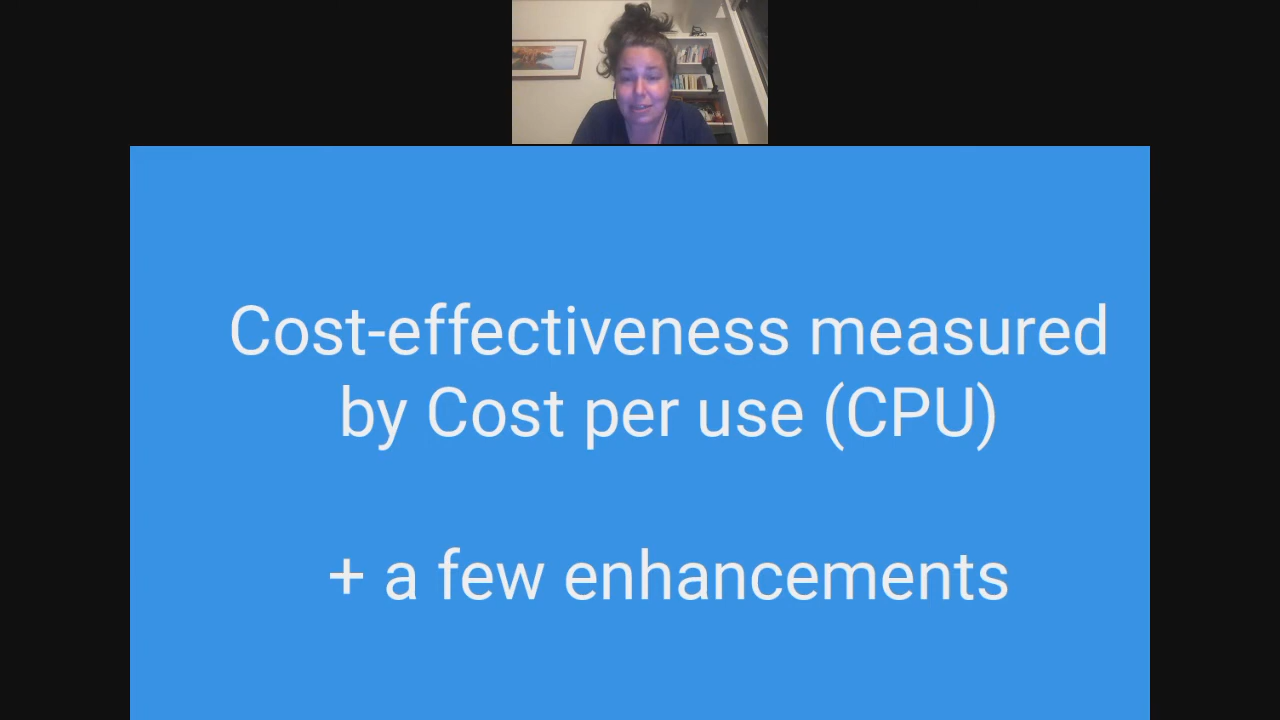 Cost-effectiveness measured
by Cost per use (CPU)
+ a few enhancements